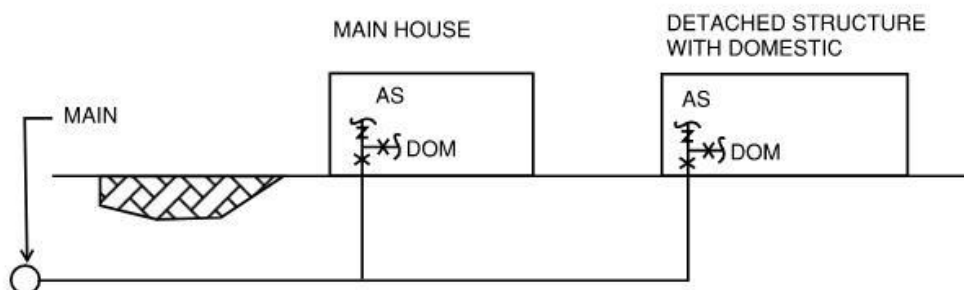 MAIN HOUSE
DETACHED STRUCTURE
WITH DOMESTIC
MAIN
AS
DOM
AS
DOM